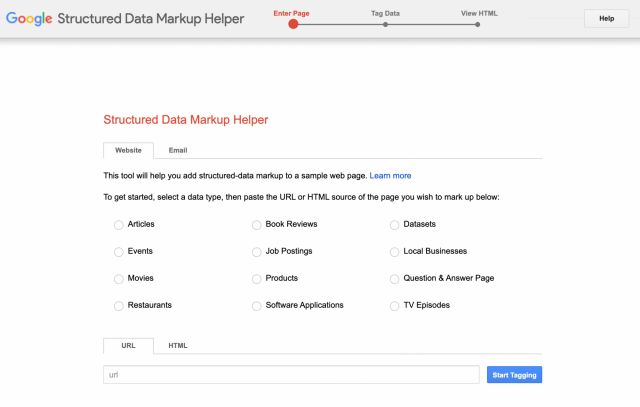 Google Structured Data Markup Helper
Enter Page
Tag Data
View HTML
Help
Structured Data Markup Helper
Website
Email
This tool will help you add structured-data markup to a sample web page. Learn more
To get started, select a data type, then paste the URL or HTML source of the page you wish to mark up below:
Articles
Book Reviews
Datasets
Events
Job Postings
Local Businesses
Movies
Products
Question & Answer Page
Restaurants
Software Applications
TV Episodes
URL
HTML
url
Start Tagging